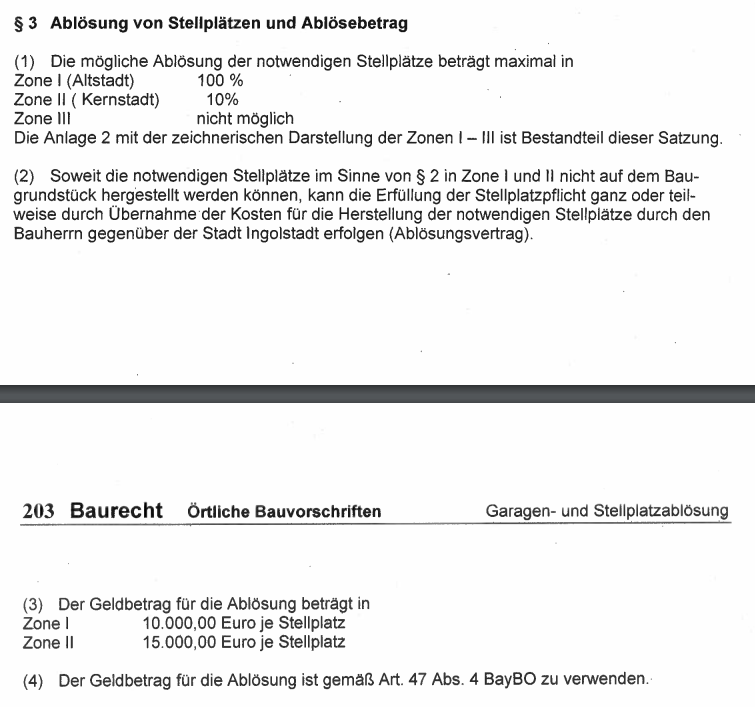 § 3 Ablösung von Stellplätzen und Ablösebetrag
(1) Die mögliche Ablösung der notwendigen Stellplätze beträgt maximal in
Zone I (Altstadt) 100 %
Zone II ( Kernstadt) 10%
Zone III nicht möglich
Die Anlage 2 mit der zeichnerischen Darstellung der Zonen I – III ist Bestandteil dieser Satzung.
(2) Soweit die notwendigen Stellplätze im Sinne von § 2 in Zone I und II nicht auf dem Bau-
grundstück hergestellt werden können, kann die Erfüllung der Stellplatzpflicht ganz oder teil-
weise durch Übernahme der Kosten für die Herstellung der notwendigen Stellplätze durch den
Bauherrn gegenüber der Stadt Ingolstadt erfolgen (Ablösungsvertrag).
203 Baurecht Örtliche Bauvorschriften Garagen- und Stellplatzablösung
(3) Der Geldbetrag für die Ablösung beträgt in
Zone I 10.000,00 Euro je Stellplatz
Zone II 15.000,00 Euro je Stellplatz
(4) Der Geldbetrag für die Ablösung ist gemäß Art. 47 Abs. 4 BayBO zu verwenden.